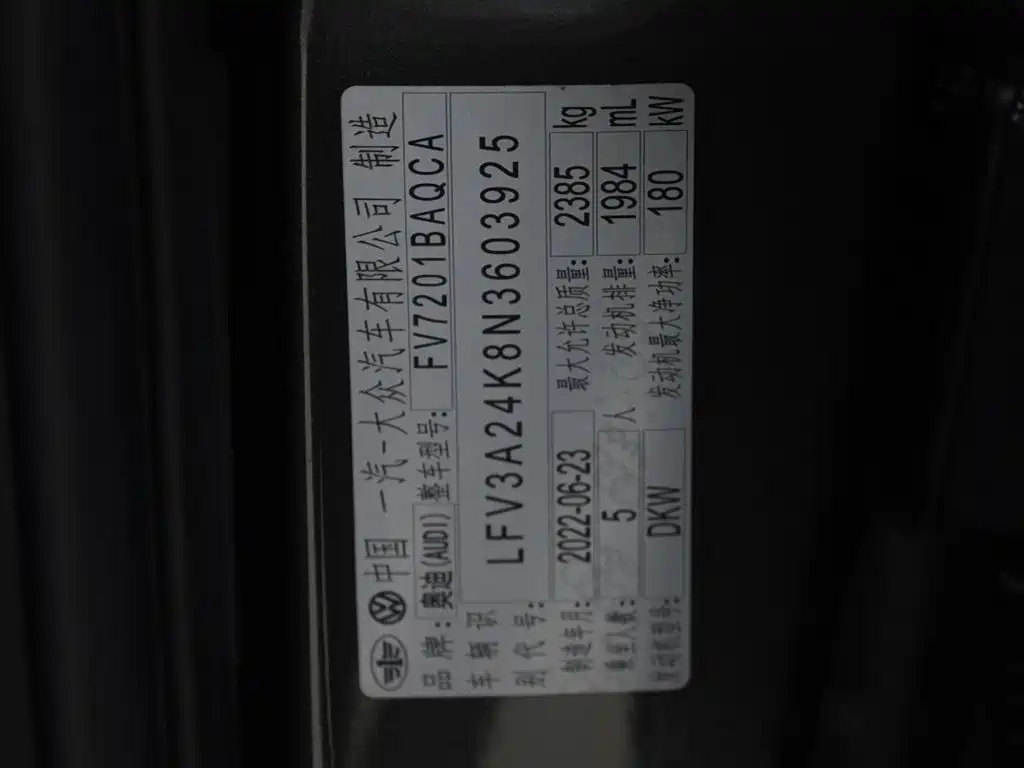 中国 一汽-大众汽车有限公司 制造
品牌: 奥迪(AUDI) 整车型号: FV7201BAQCA
车辆识别代号: LFV3A24K8N3603925
制造年月: 2022-06-23 最大允许总质量: 2385 kg
乘坐人数: 5 人 发动机排量: 1984 mL
发动机型号: DKW 发动机最大净功率: 180 kW